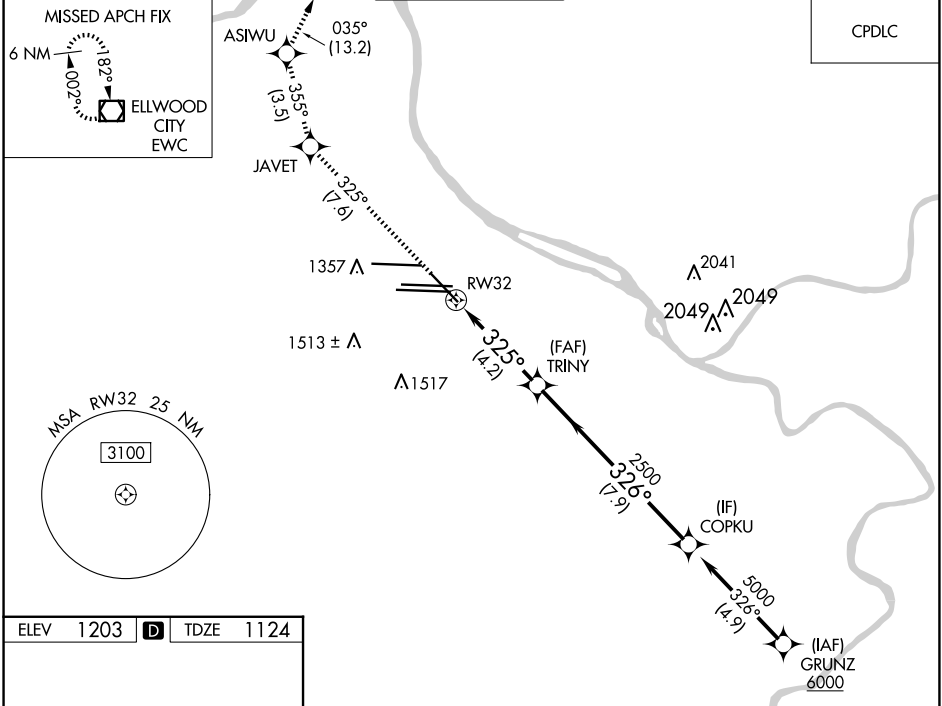 MISSED APCH FIX
6 NM
182°
002°
ELLWOOD
CITY
EWC
ASIWU
035°
(13.2)
CPDLC
355°
(3.5)
JAVET
325°
(7.6)
1357
RW32
2041
2049
2049
1513 ±
325°
(4.2)
(FAF)
TRINY
1517
MSA RW32 25 NM
3100
2500
326°
(7.9)
(IF)
COPKU
5000
326°
(4.9)
(IAF)
GRUNZ
6000
ELEV 1203 D TDZE 1124